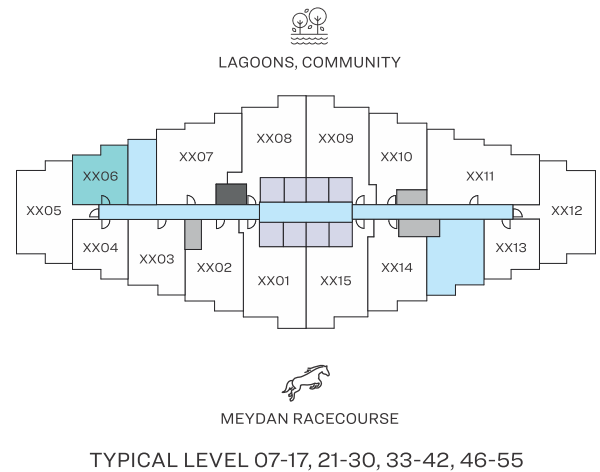 LAGOONS, COMMUNITY
XX08
XX09
XX07
XX10
XX06
XX11
XX05
XX12
XX04
XX03
XX02
XX01
XX15
XX14
XX13
MEYDAN RACECOURSE
TYPICAL LEVEL 07-17, 21-30, 33-42, 46-55